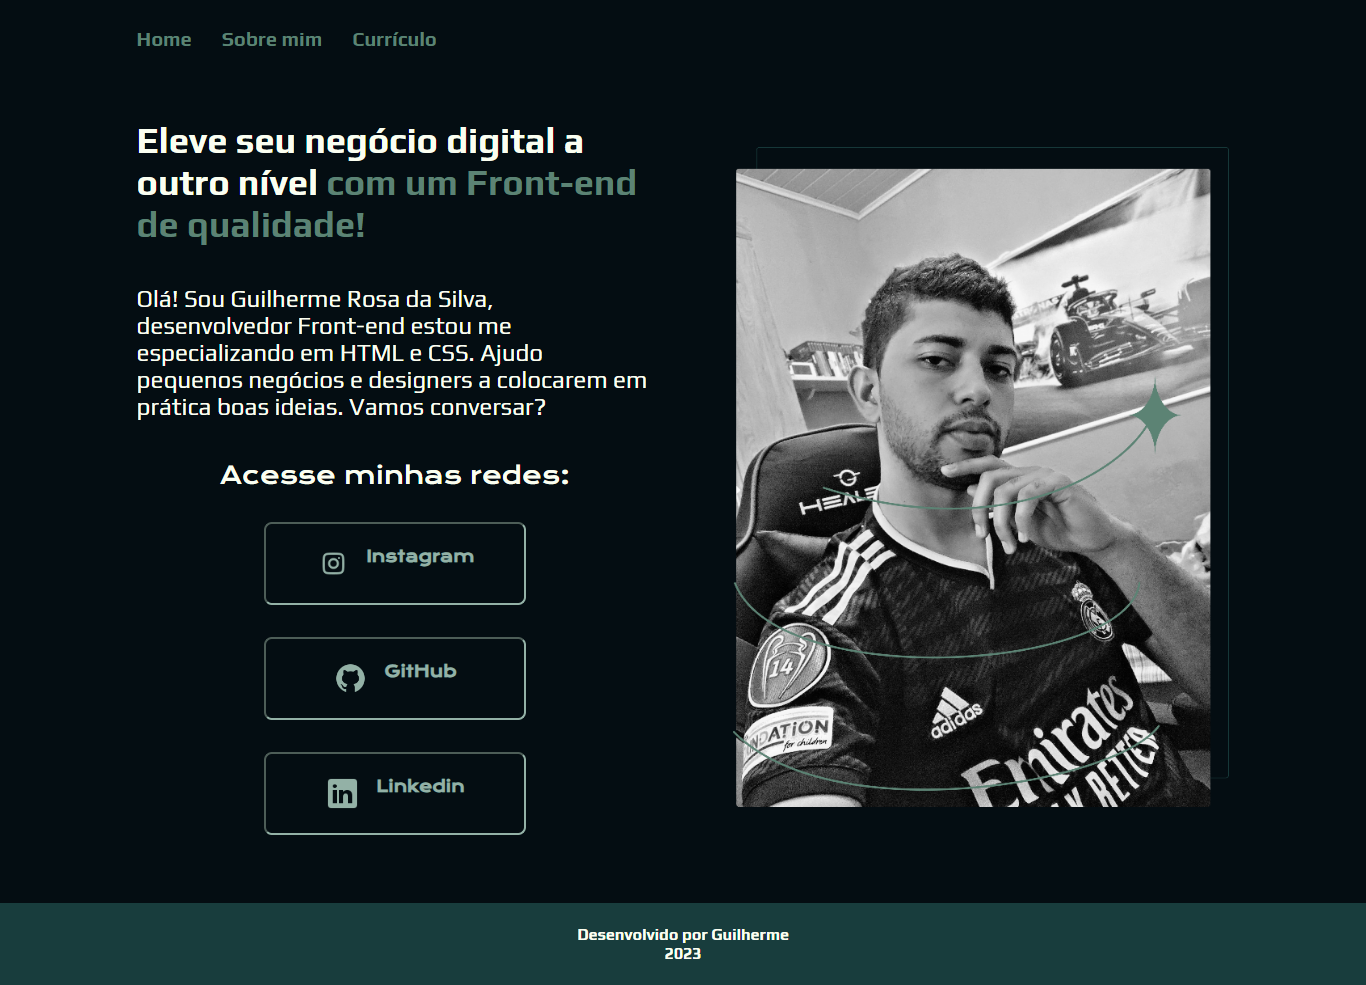 Home Sobre mim Currículo
Eleve seu negócio digital a
outro nível com um Front-end
de qualidade!
Olá! Sou Guilherme Rosa da Silva,
desenvolvedor Front-end estou me
especializando em HTML e CSS. Ajudo
pequenos negócios e designers a colocarem em
prática boas ideias. Vamos conversar?
Acesse minhas redes:
Instagram
GitHub
in Linkedin
14
NDATION
for children
adidas
Emirates
BETTER
Desenvolvido por Guilherme
2023